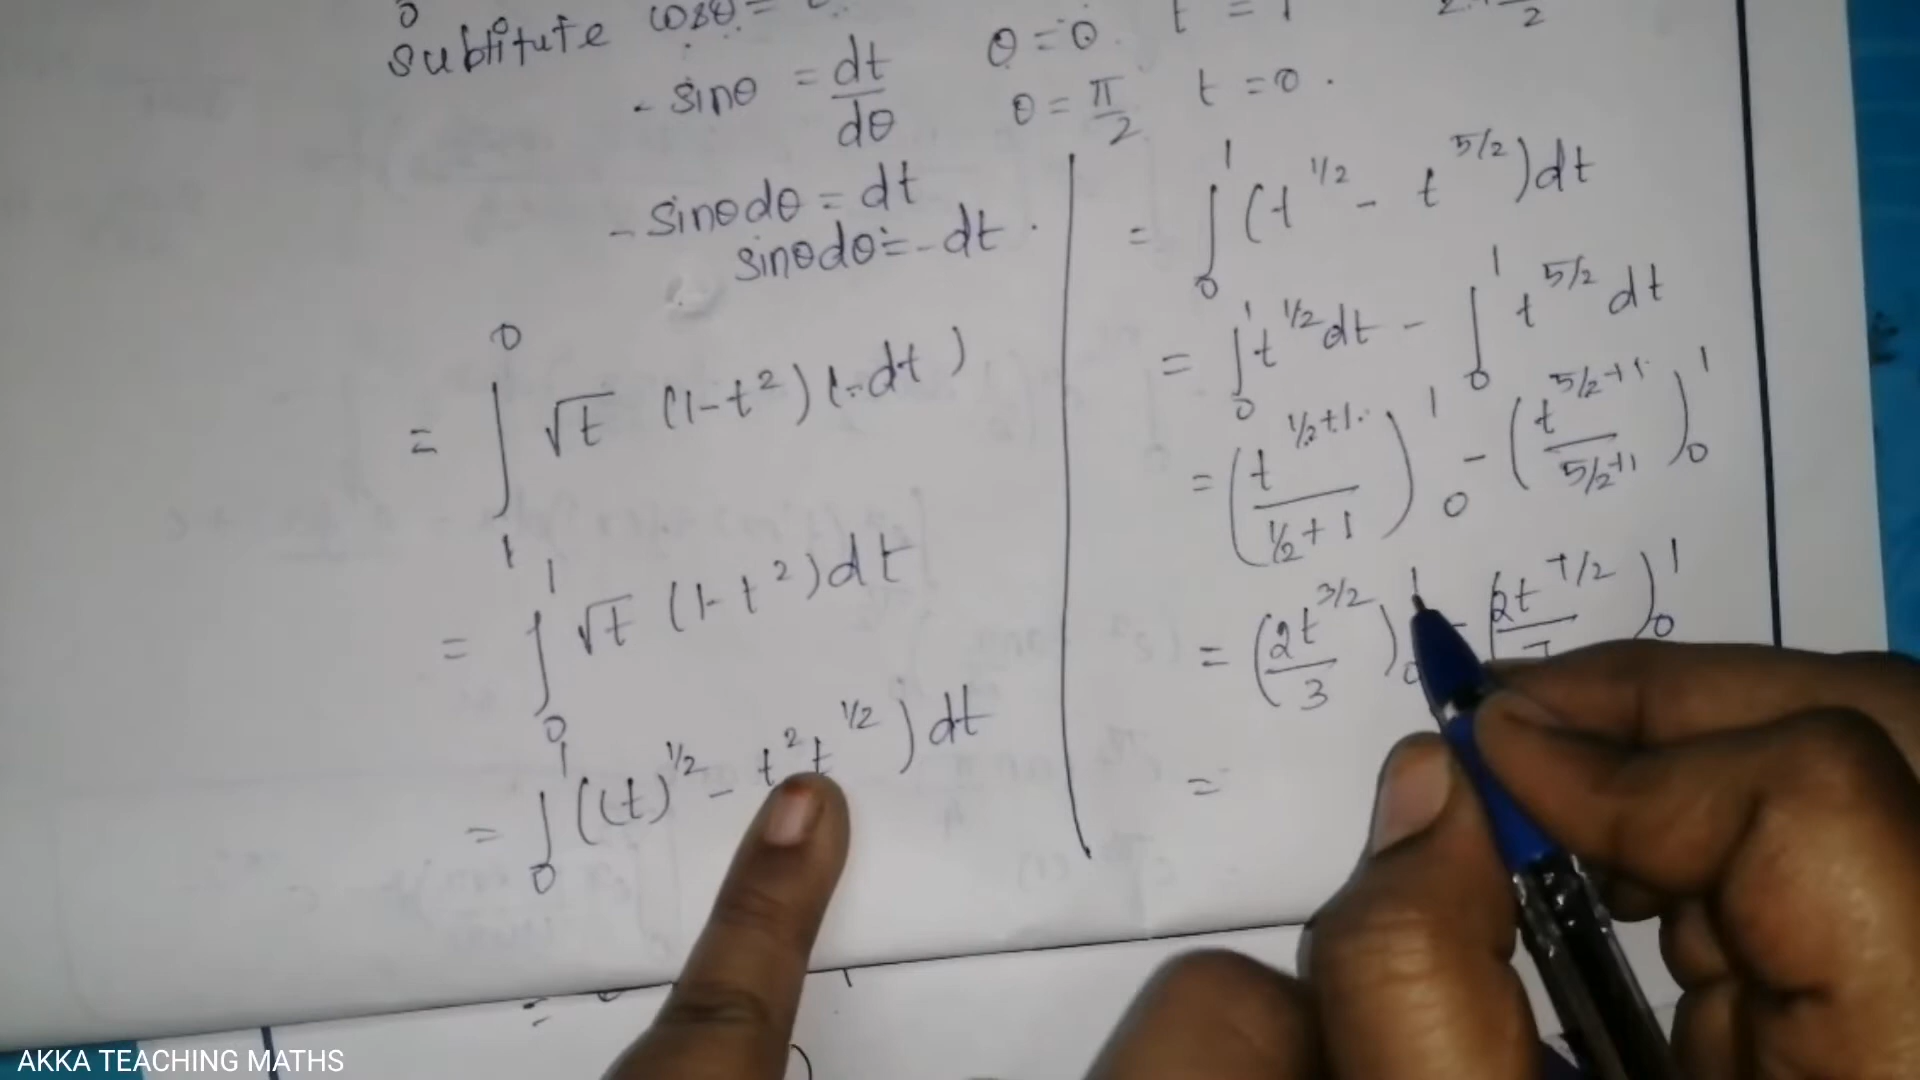 0
subtitute cosθ =
- sinθ = dt/dθ
θ = 0 t = 1
θ = π/2 t = 0 .
- sinθdθ = dt
sinθdθ = - dt .
= ∫₁⁰ √t (1-t²) (-dt)
= ∫₀¹ √t (1-t²)dt
= ∫₀¹ ((t)^1/2 - t² t^1/2) dt
= ∫₀¹ (t^1/2 - t^5/2)dt
= ∫₀¹ t^1/2 dt - ∫₀¹ t^5/2 dt
= (t^1/2+1 / 1/2+1)₀¹ - (t^5/2+1 / 5/2+1)₀¹
= (2t^3/2 / 3)₀¹ - (2t^7/2 / 7)₀¹
=
AKKA TEACHING MATHS